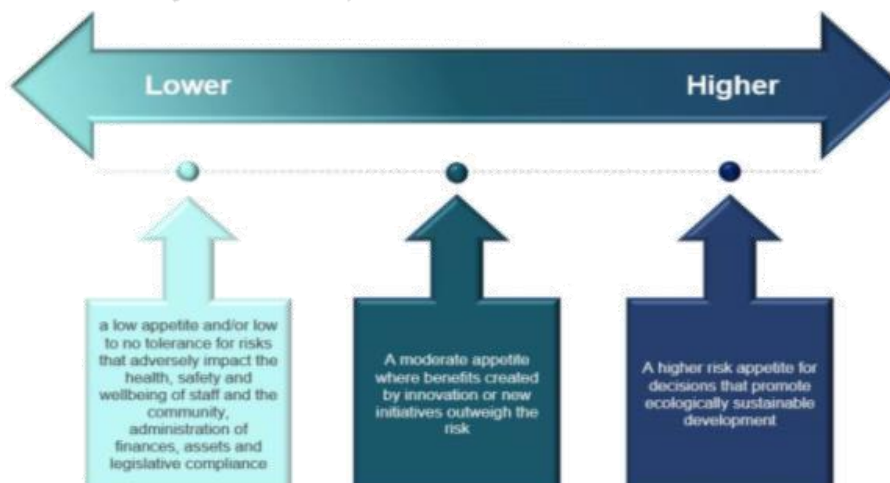 Lower
Higher
a low appetite and/or low
to no tolerance for risks
that adversely impact the
health, safety and
wellbeing of staff and the
community,
administration of
finances, assets and
legislative compliance
A moderate appetite
where benefits created
by innovation or new
initiatives outweigh the
risk
A higher risk appetite for
decisions that promote
ecologically sustainable
development